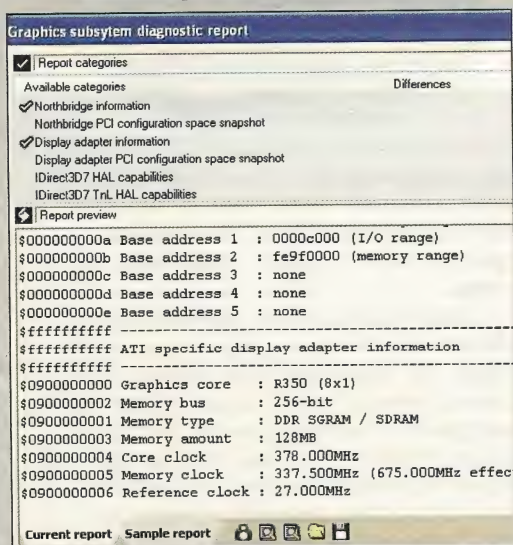 Graphics subsytem diagnostic report
Report categories
Available categories Differences
Northbridge information
Northbridge PCI configuration space snapshot
Display adapter information
Display adapter PCI configuration space snapshot
IDirect3D7 HAL capabilities
IDirect3D7 TnL HAL capabilities
Report preview
$000000000a Base address 1 : 0000c000 (I/O range)
$000000000b Base address 2 : fe9f0000 (memory range)
$000000000c Base address 3 : none
$000000000d Base address 4 : none
$000000000e Base address 5 : none
$ffffffffff ----------------------------------------
$ffffffffff ATI specific display adapter information
$ffffffffff ----------------------------------------
$0900000000 Graphics core : R350 (8x1)
$0900000002 Memory bus : 256-bit
$0900000001 Memory type : DDR SGRAM / SDRAM
$0900000003 Memory amount : 128MB
$0900000004 Core clock : 378.000MHz
$0900000005 Memory clock : 337.500MHz (675.000MHz effec
$0900000006 Reference clock : 27.000MHz
Current report Sample report